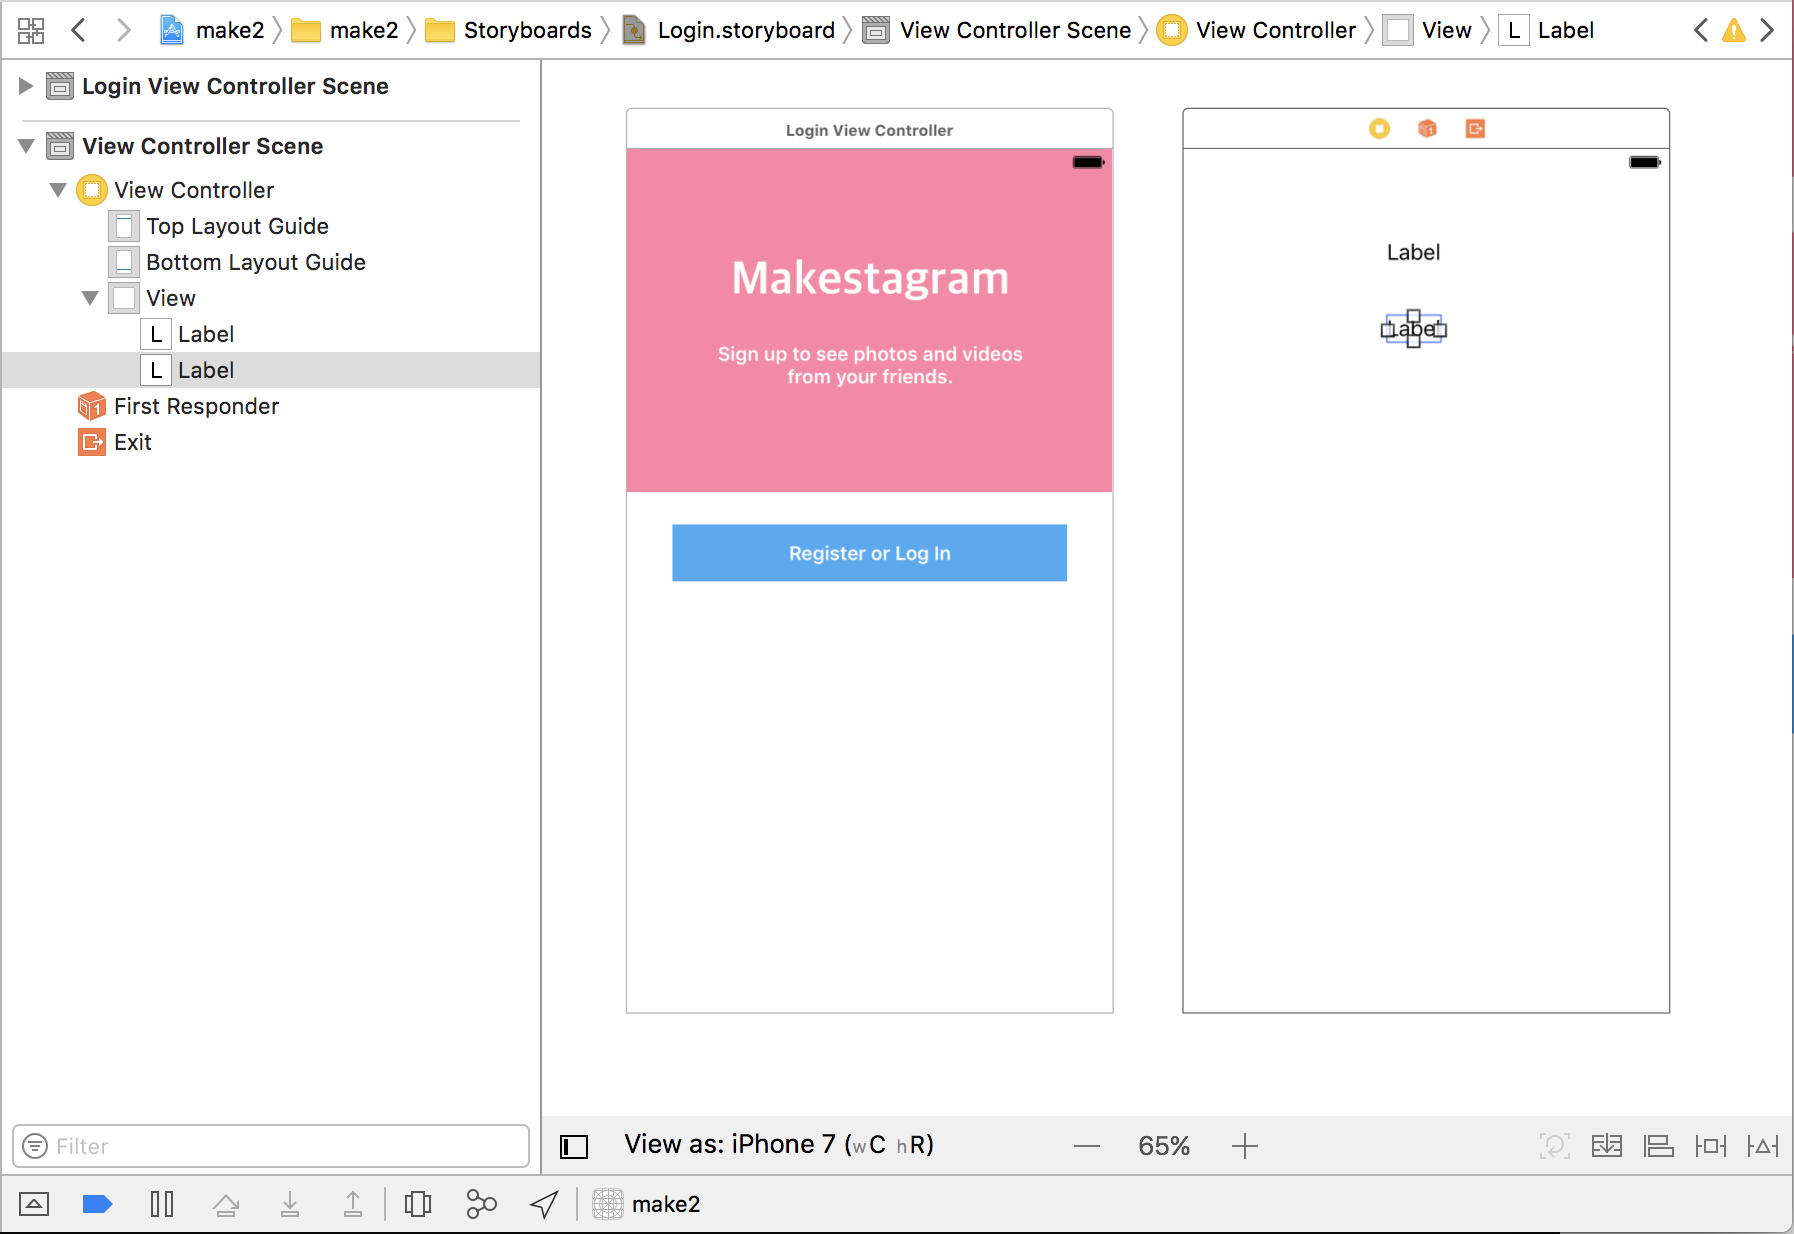 make2 make2 Storyboards Login.storyboard View Controller Scene View Controller View L Label
Login View Controller Scene
View Controller Scene
View Controller
Top Layout Guide
Bottom Layout Guide
View
L Label
L Label
First Responder
Exit
Filter
Login View Controller
Makestagram
Sign up to see photos and videos
from your friends.
Register or Log In
Label
Label
View as: iPhone 7 (wC hR)
65%
make2